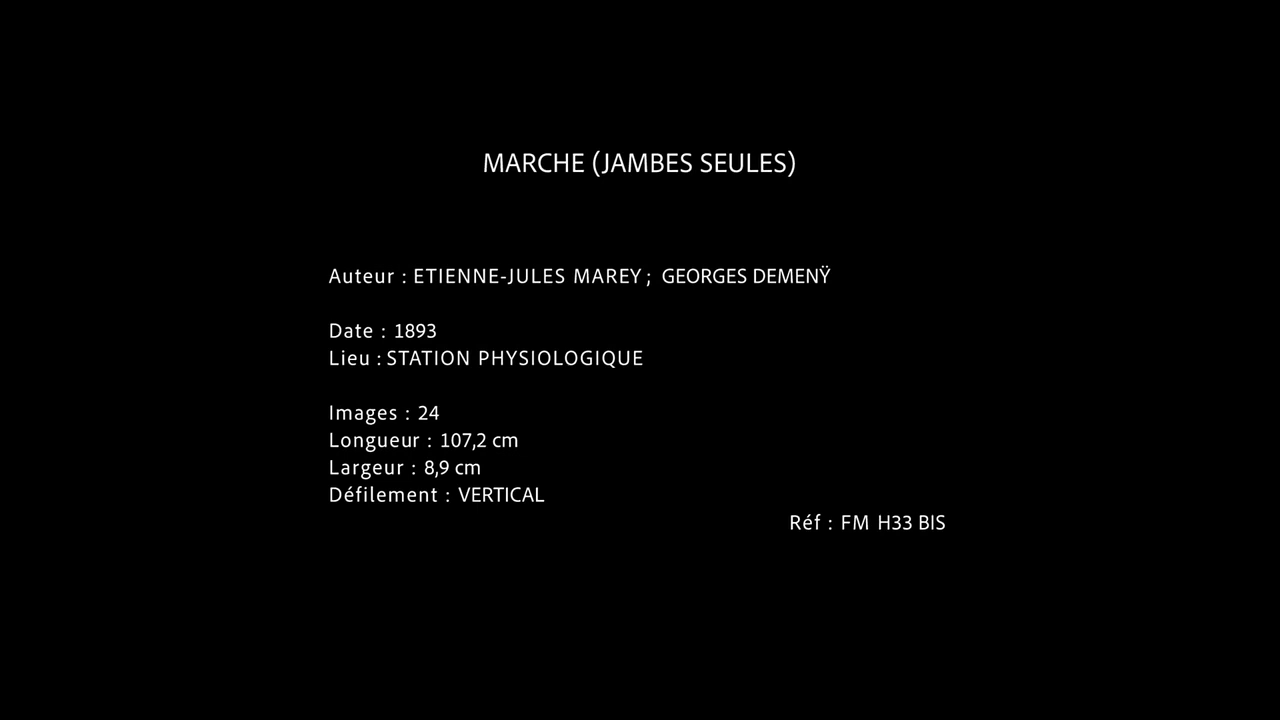 MARCHE (JAMBES SEULES)
Auteur : ETIENNE-JULES MAREY ; GEORGES DEMENŸ
Date : 1893
Lieu : STATION PHYSIOLOGIQUE
Images : 24
Longueur : 107,2 cm
Largeur : 8,9 cm
Défilement : VERTICAL
Réf : FM H33 BIS